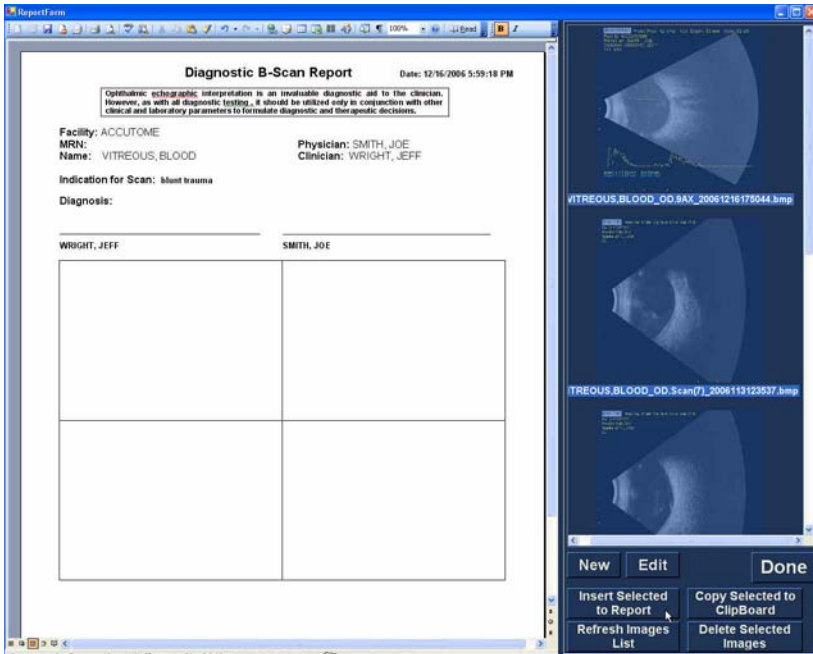 ReportForm
100%
Read
B I
Diagnostic B-Scan Report
Date: 12/16/2006 5:59:18 PM
Ophthalmic echographic interpretation is an invaluable diagnostic aid to the clinician.
However, as with all diagnostic testing , it should be utilized only in conjunction with other
clinical and laboratory parameters to formulate diagnostic and therapeutic decisions.
Facility: ACCUTOME
MRN:
Physician: SMITH, JOE
Name: VITREOUS, BLOOD
Clinician: WRIGHT, JEFF
Indication for Scan: blunt trauma
Diagnosis:
WRIGHT, JEFF
SMITH, JOE
VITREOUS,BLOOD_OD.9AX_20061216175044.bmp
ITREOUS,BLOOD_OD.Scan(7)_2006113123537.bmp
New
Edit
Done
Insert Selected
to Report
Copy Selected to
ClipBoard
Refresh Images
List
Delete Selected
Images